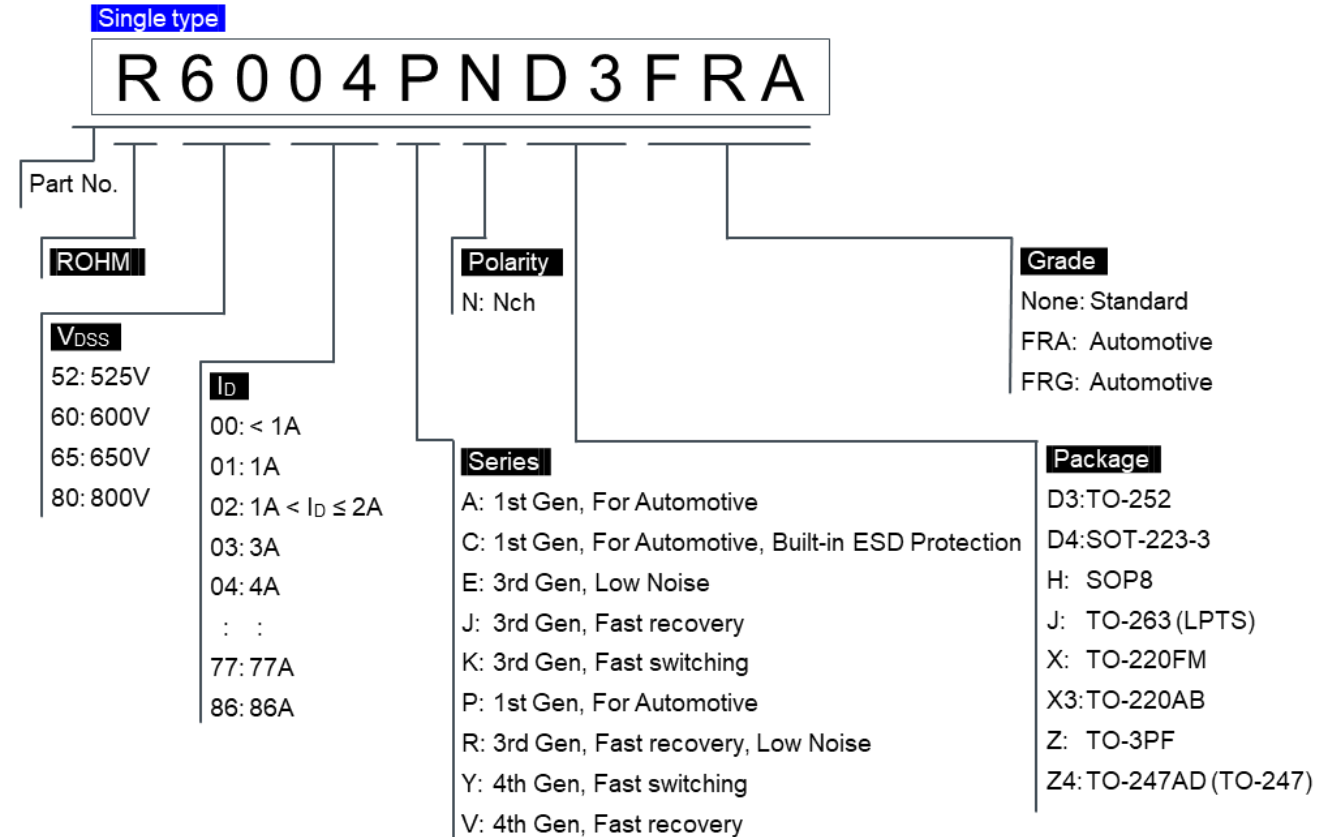 Single type
R6004PND3FRA
Part No.
ROHM
VDSS
52: 525V
60: 600V
65: 650V
80: 800V
ID
00: < 1A
01: 1A
02: 1A < ID ≤ 2A
03: 3A
04: 4A
: :
77: 77A
86: 86A
Polarity
N: Nch
Series
A: 1st Gen, For Automotive
C: 1st Gen, For Automotive, Built-in ESD Protection
E: 3rd Gen, Low Noise
J: 3rd Gen, Fast recovery
K: 3rd Gen, Fast switching
P: 1st Gen, For Automotive
R: 3rd Gen, Fast recovery, Low Noise
Y: 4th Gen, Fast switching
V: 4th Gen, Fast recovery
Grade
None: Standard
FRA: Automotive
FRG: Automotive
Package
D3: TO-252
D4: SOT-223-3
H: SOP8
J: TO-263 (LPTS)
X: TO-220FM
X3: TO-220AB
Z: TO-3PF
Z4: TO-247AD (TO-247)